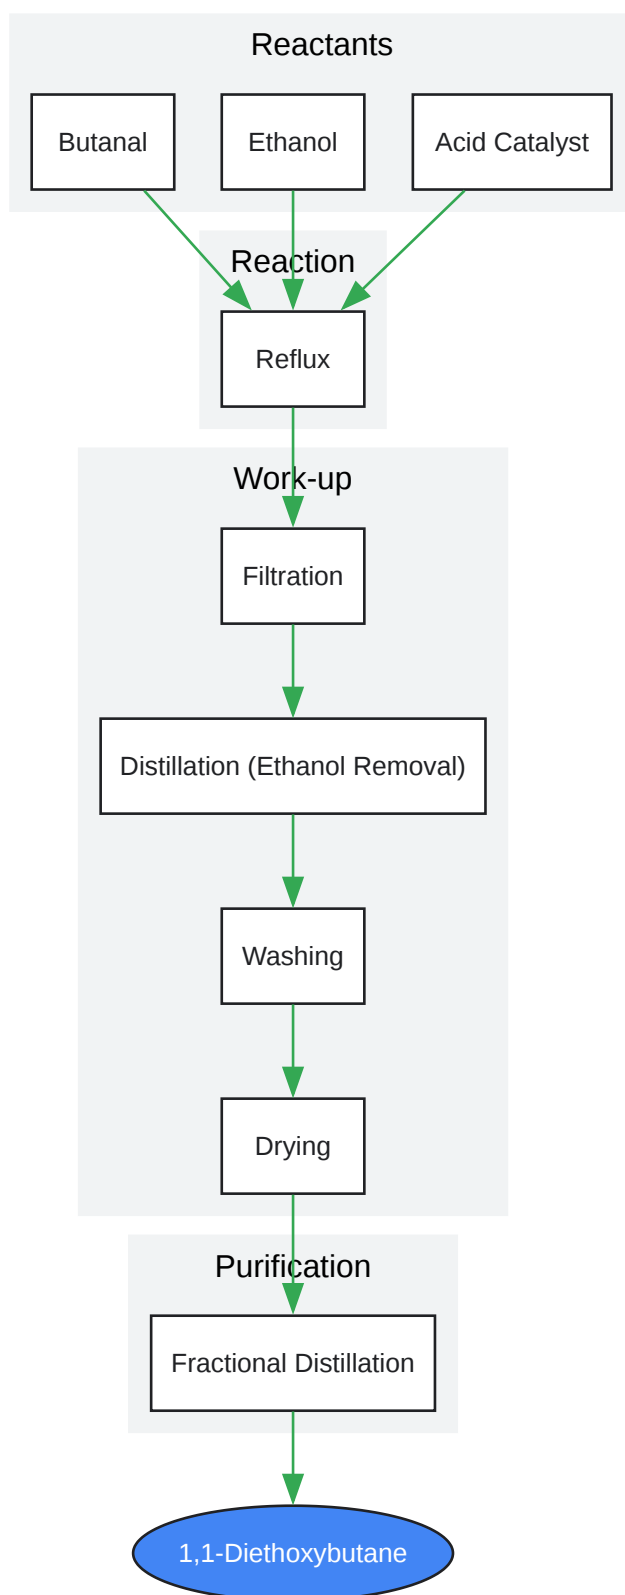 Reactants
Butanal
Ethanol
Acid Catalyst
Reaction
Reflux
Work-up
Filtration
Distillation (Ethanol Removal)
Washing
Drying
Purification
Fractional Distillation
1,1-Diethoxybutane